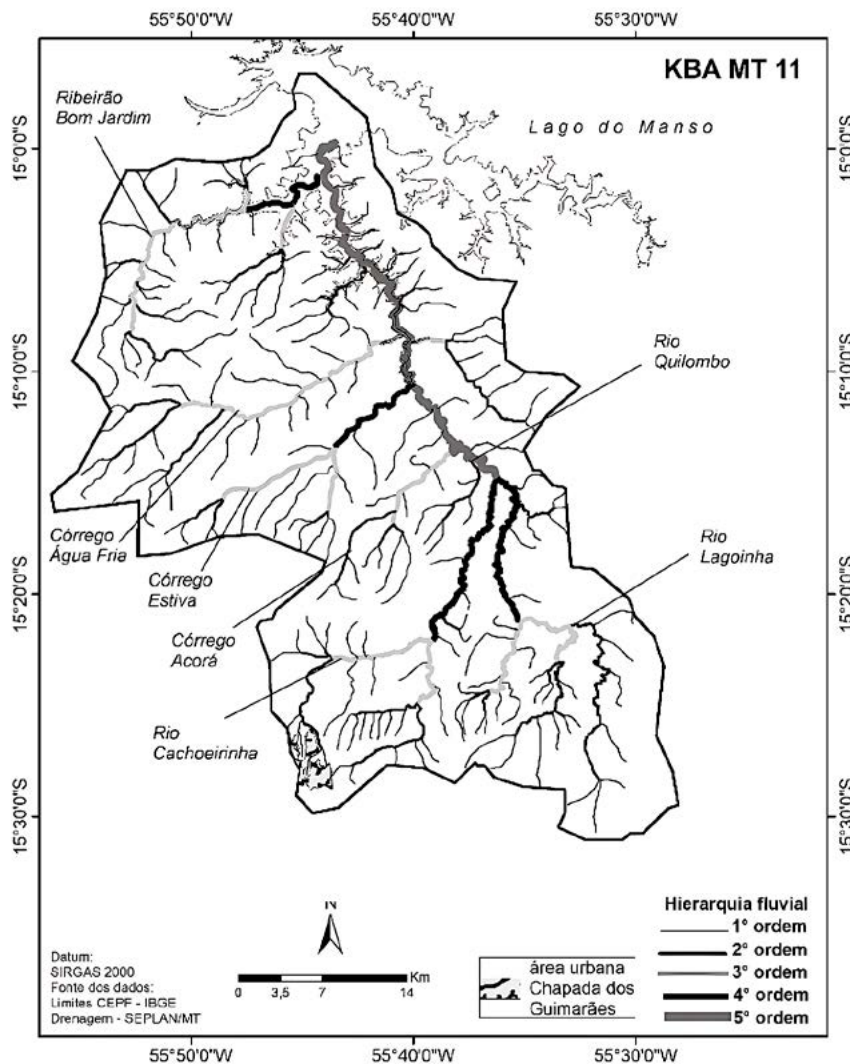 55°50'0"W
55°40'0"W
55°30'0"W
KBA MT 11
Ribeirão
Bom Jardim
Lago do Manso
15°0'0"S
15°0'0"S
Rio
Quilombo
15°10'0"S
15°10'0"S
Córrego
Água Fria
Córrego
Estiva
Rio
Lagoinha
15°20'0"S
15°20'0"S
Córrego
Acorá
Rio
Cachoeirinha
15°30'0"S
15°30'0"S
N
Hierarquia fluvial
1° ordem
2° ordem
3° ordem
4° ordem
5° ordem
Datum:
SIRGAS 2000
Fonto dos dados:
Limites CEPF - IBGE
Drenagem - SEPLAN/MT
Km
0 3,5 7 14
área urbana
Chapada dos
Guimarães
55°50'0"W
55°40'0"W
55°30'0"W